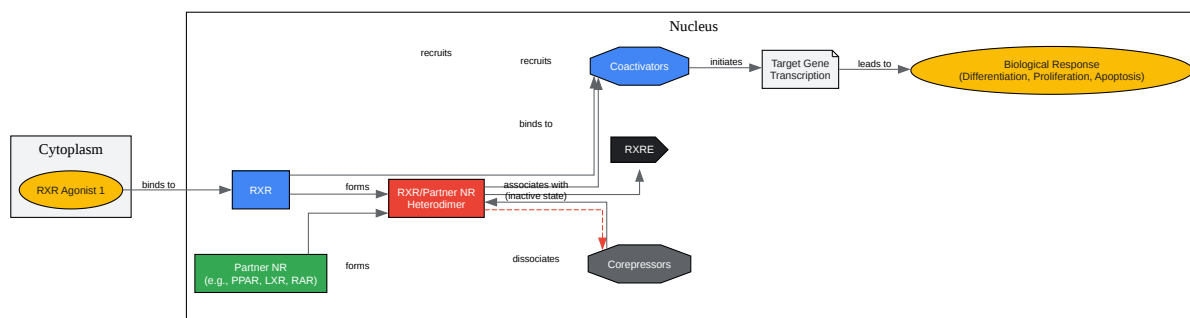 Nucleus
recruits
recruits
Coactivators
initiates
Target Gene
Transcription
leads to
Biological Response
(Differentiation, Proliferation, Apoptosis)
binds to
RXRE
Cytoplasm
RXR Agonist 1
binds to
RXR
forms
RXR/Partner NR
Heterodimer
associates with
(inactive state)
Partner NR
(e.g., PPAR, LXR, RAR)
forms
dissociates
Corepressors